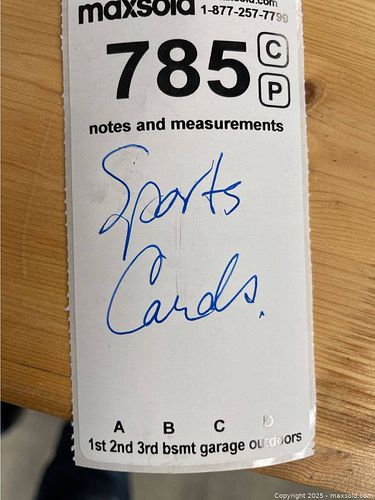 maxsold
1-877-257-7799
785
C
P
notes and measurements
Sports
Cards.
A B C D
1st 2nd 3rd bsmt garage outdoors
Copyright 2025 - maxsold.com